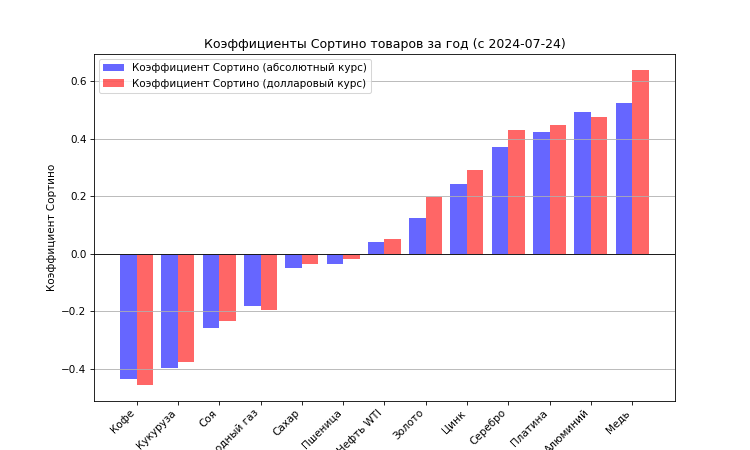 Коэффициенты Сортино товаров за год (с 2024-07-24)
Коэффициент Сортино (абсолютный курс)
Коэффициент Сортино (долларовый курс)
Коэффициент Сортино
0.6
0.4
0.2
0.0
−0.2
−0.4
Кофе
Кукуруза
Соя
одный газ
Сахар
Пшеница
Нефть WTI
Золото
Цинк
Серебро
Платина
Алюминий
Медь